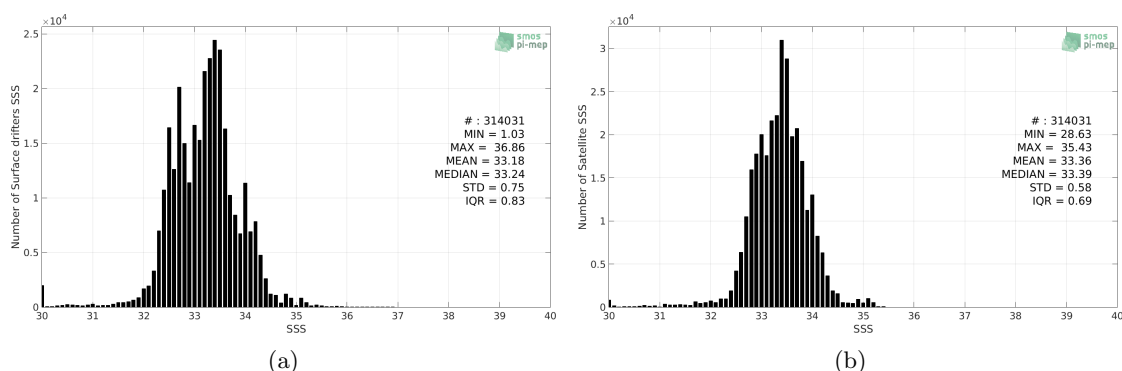 ×10⁴
2.5
2
1.5
1
0.5
0
30 31 32 33 34 35 36 37 38 39 40
SSS
Number of Surface drifters SSS
smos
pi-mep
# : 314031
MIN = 1.03
MAX = 36.86
MEAN = 33.18
MEDIAN = 33.24
STD = 0.75
IQR = 0.83
(a)
×10⁴
3
2.5
2
1.5
1
0.5
0
30 31 32 33 34 35 36 37 38 39 40
SSS
Number of Satellite SSS
smos
pi-mep
# : 314031
MIN = 28.63
MAX = 35.43
MEAN = 33.36
MEDIAN = 33.39
STD = 0.58
IQR = 0.69
(b)